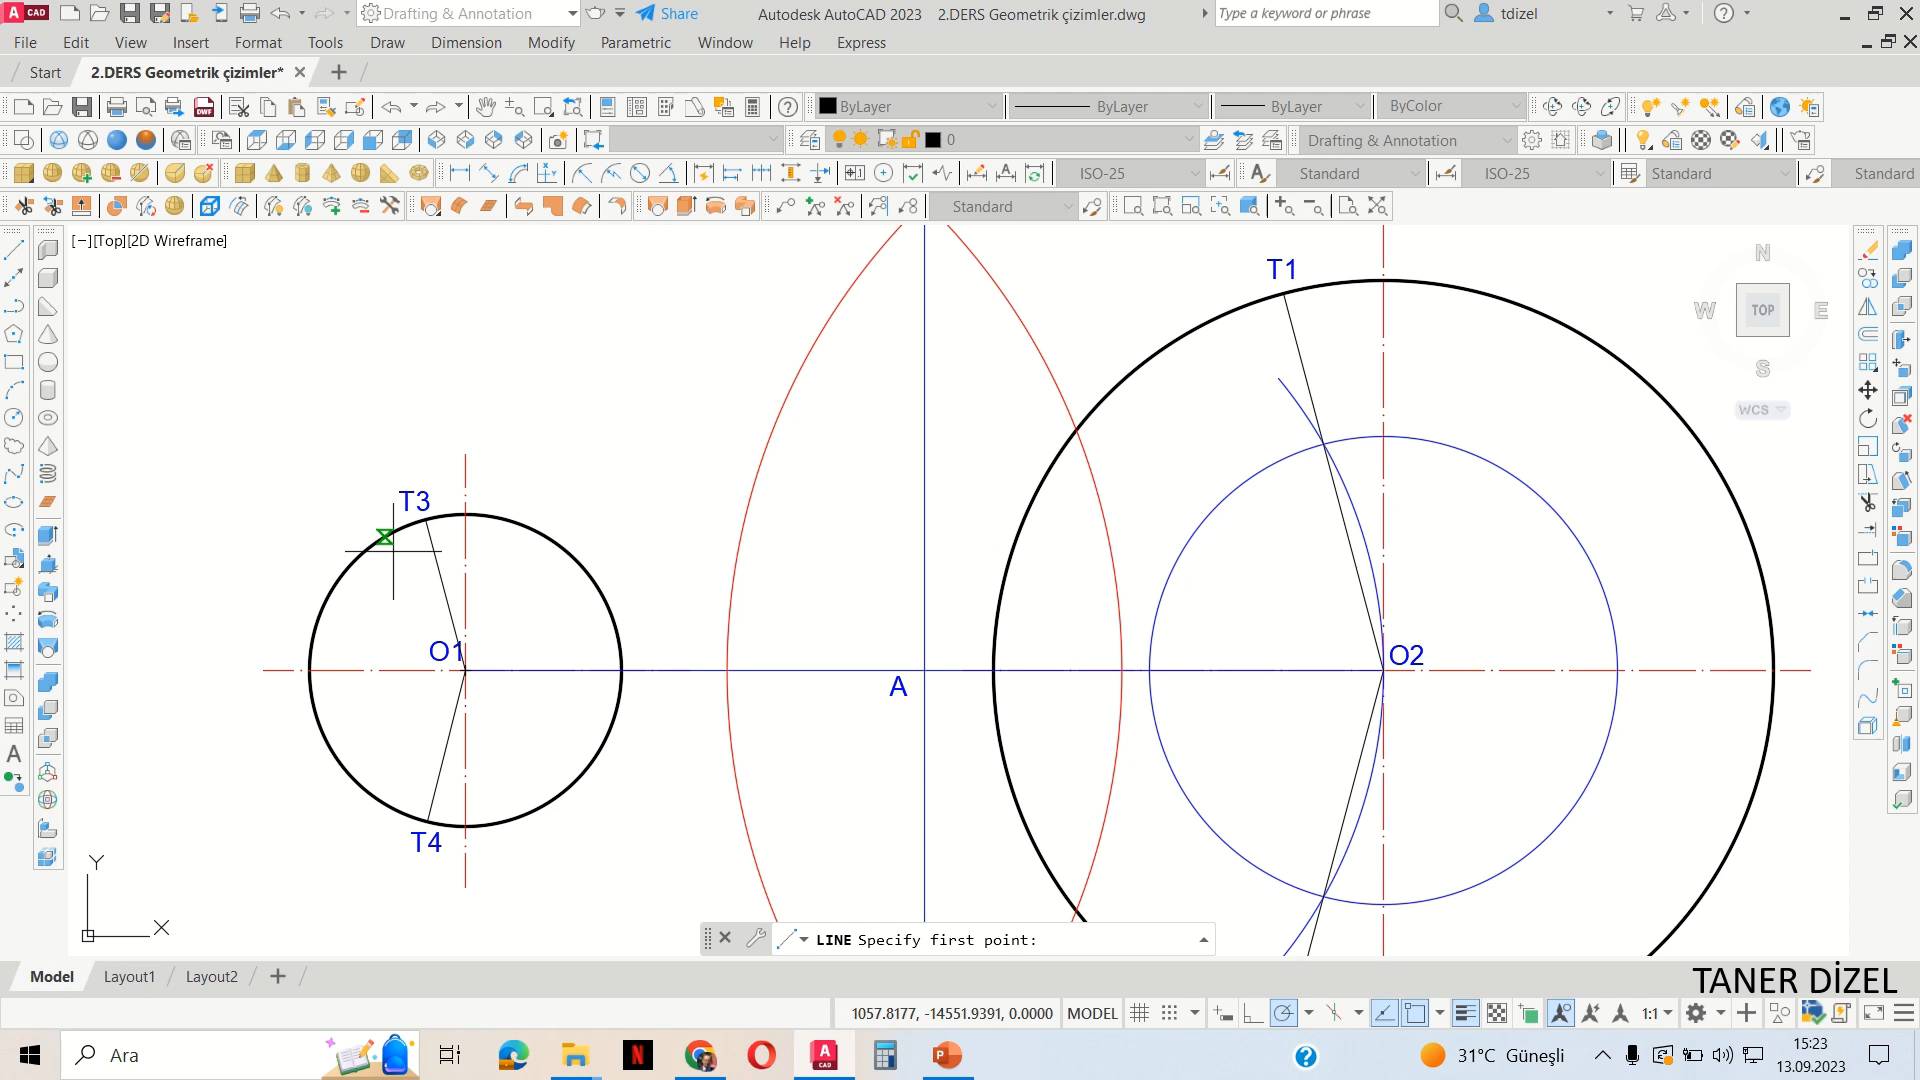 A CAD
Drafting & Annotation
Share
Autodesk AutoCAD 2023
2.DERS Geometrik çizimler.dwg
Type a keyword or phrase
tdizel
File
Edit
View
Insert
Format
Tools
Draw
Dimension
Modify
Parametric
Window
Help
Express
Start
2.DERS Geometrik çizimler*
DWF
ByLayer
ByLayer
ByLayer
ByColor
0
Drafting & Annotation
ISO-25
Standard
ISO-25
Standard
Standard
Standard
[−][Top][2D Wireframe]
T1
N
W
TOP
E
S
WCS
T3
O1
O2
A
T4
Y
X
LINE Specify first point:
Model
Layout1
Layout2
TANER DİZEL
1057.8177, -14551.9391, 0.0000
MODEL
1:1
Ara
31°C Güneşli
15:23
13.09.2023